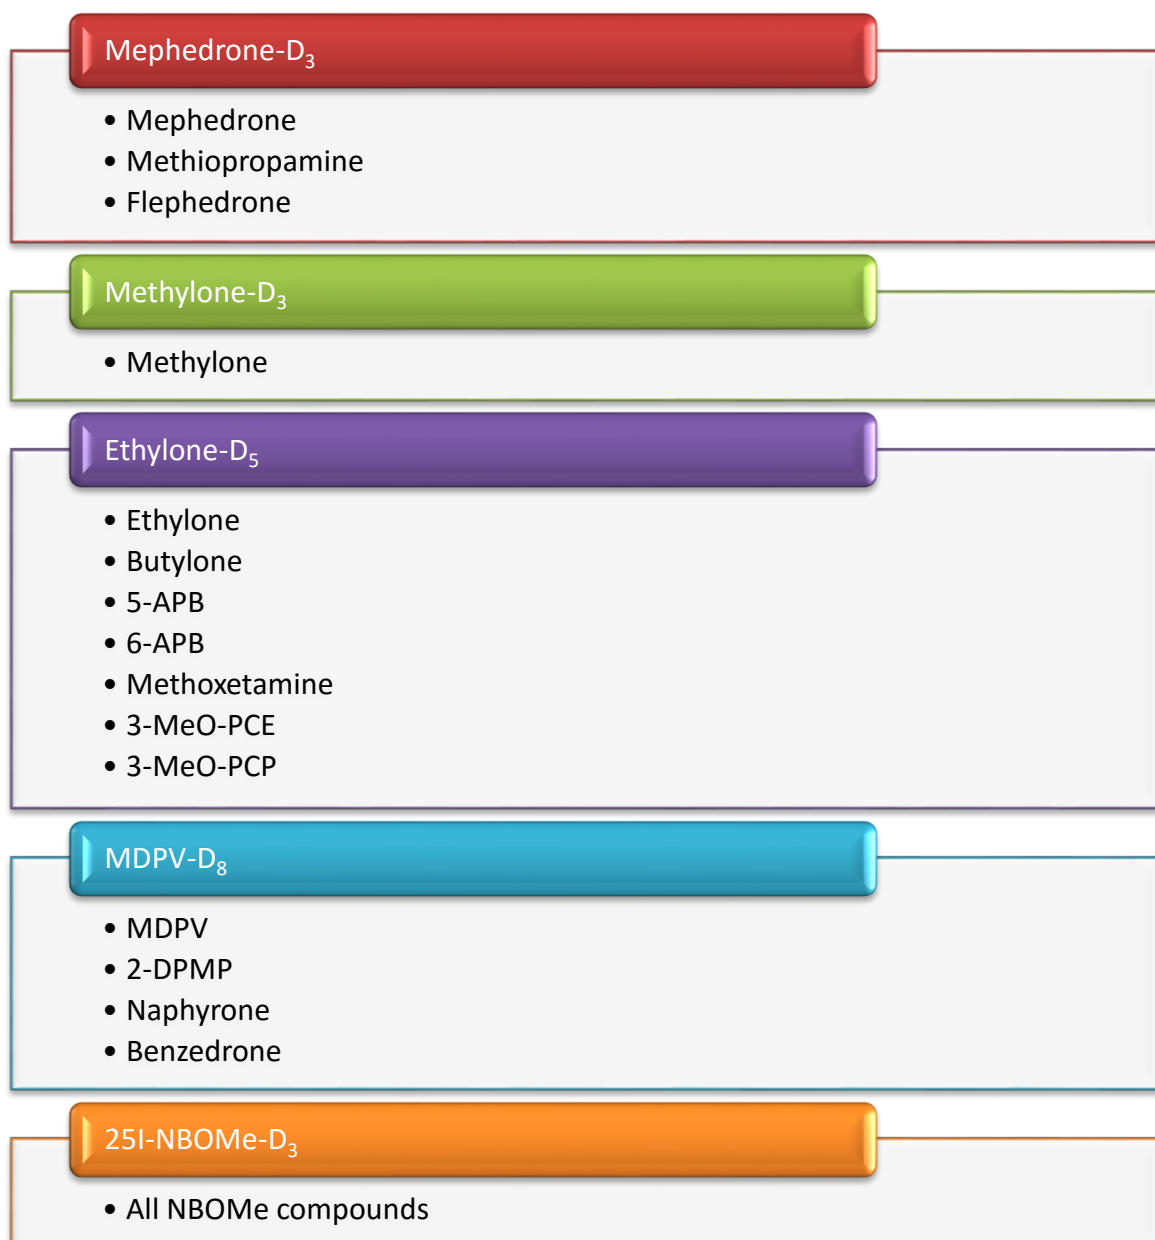 Mephedrone-D₃
• Mephedrone
• Methiopropamine
• Flephedrone
Methylone-D₃
• Methylone
Ethylone-D₅
• Ethylone
• Butylone
• 5-APB
• 6-APB
• Methoxetamine
• 3-MeO-PCE
• 3-MeO-PCP
MDPV-D₈
• MDPV
• 2-DPMP
• Naphyrone
• Benzedrone
25I-NBOMe-D₃
• All NBOMe compounds